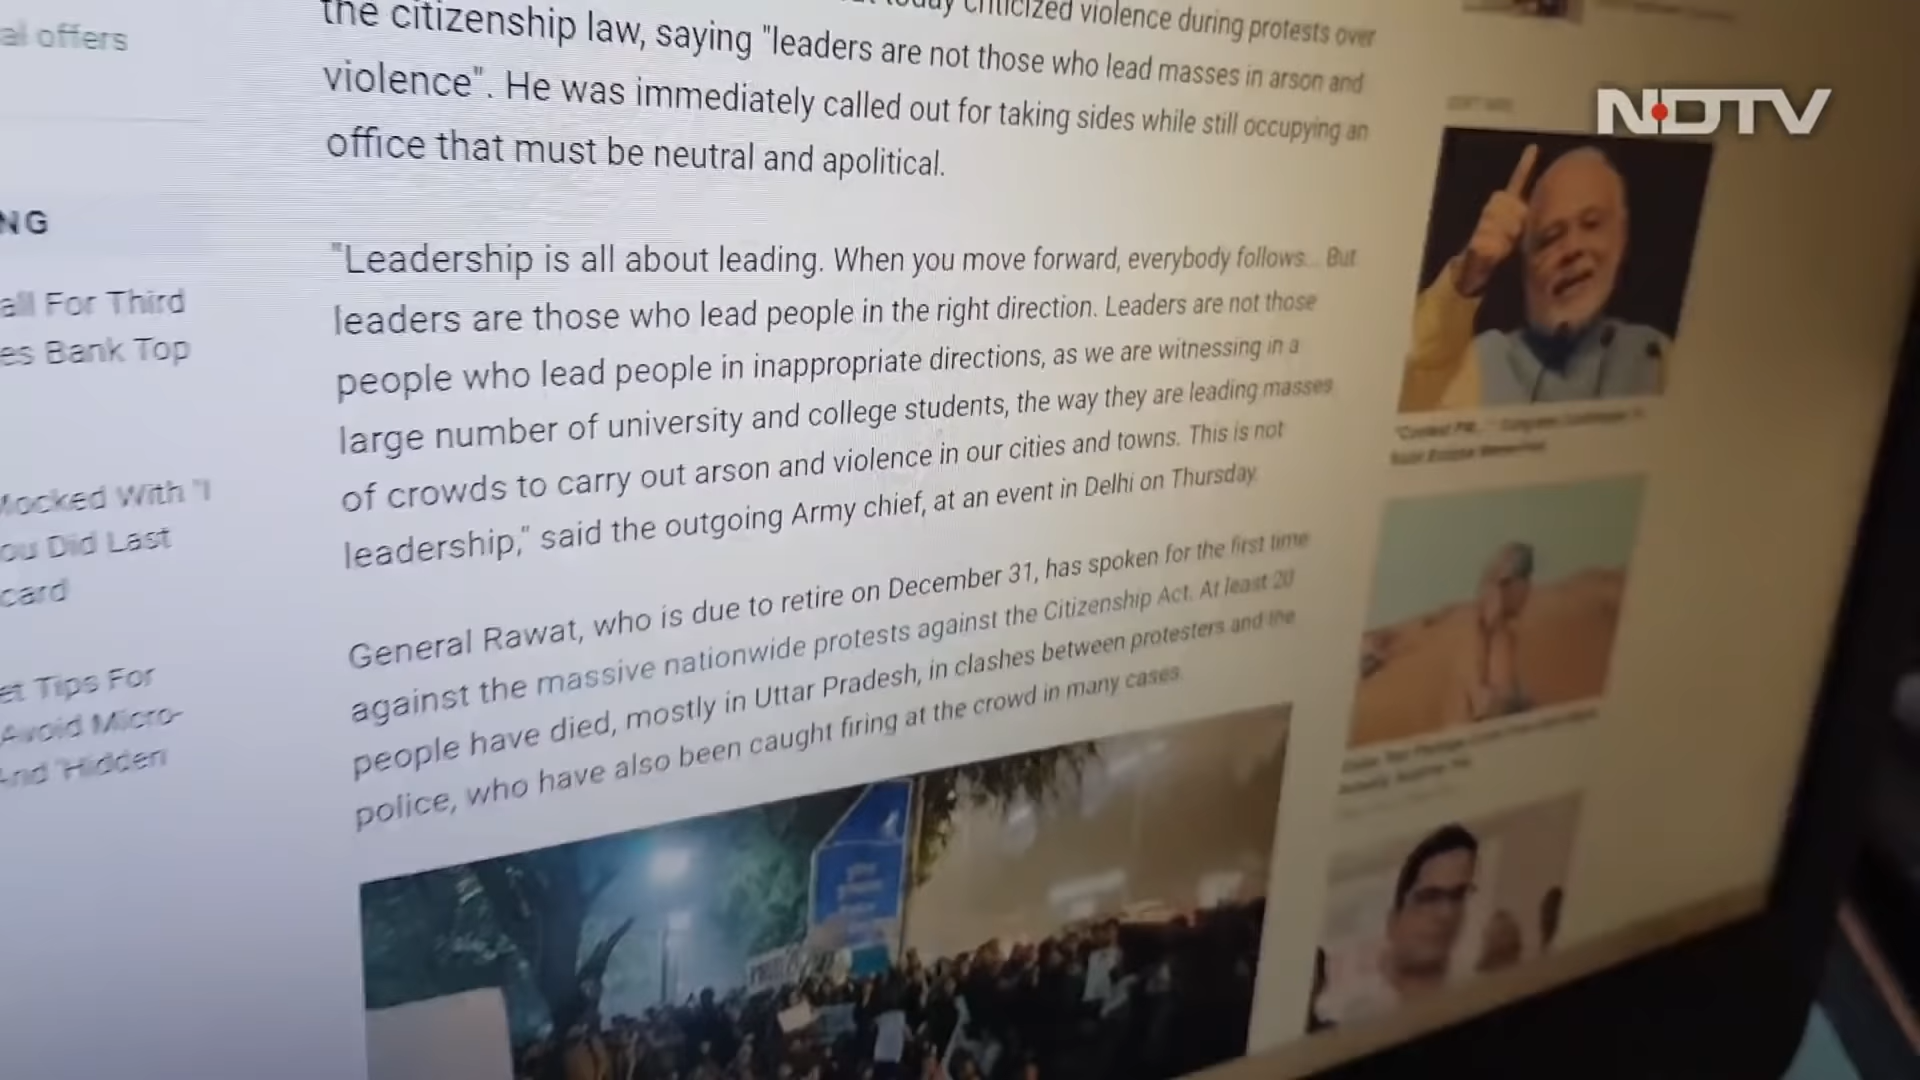 al offers
NG
all For Third
es Bank Top
Mocked With "I
ou Did Last
card
et Tips For
Avoid Micro-
And 'Hidden
today criticized violence during protests over
the citizenship law, saying "leaders are not those who lead masses in arson and
violence". He was immediately called out for taking sides while still occupying an
office that must be neutral and apolitical.
"Leadership is all about leading. When you move forward, everybody follows... But
leaders are those who lead people in the right direction. Leaders are not those
people who lead people in inappropriate directions, as we are witnessing in a
large number of university and college students, the way they are leading masses
of crowds to carry out arson and violence in our cities and towns. This is not
leadership," said the outgoing Army chief, at an event in Delhi on Thursday.
General Rawat, who is due to retire on December 31, has spoken for the first time
against the massive nationwide protests against the Citizenship Act. At least 20
people have died, mostly in Uttar Pradesh, in clashes between protesters and the
police, who have also been caught firing at the crowd in many cases.
NDTV